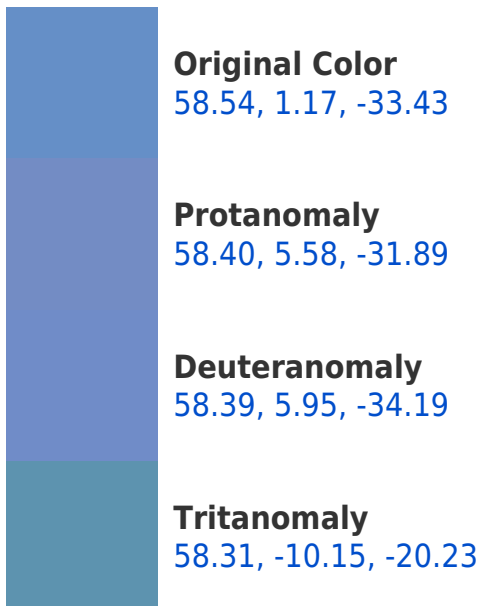 Original Color
58.54, 1.17, -33.43
Protanomaly
58.40, 5.58, -31.89
Deuteranomaly
58.39, 5.95, -34.19
Tritanomaly
58.31, -10.15, -20.23